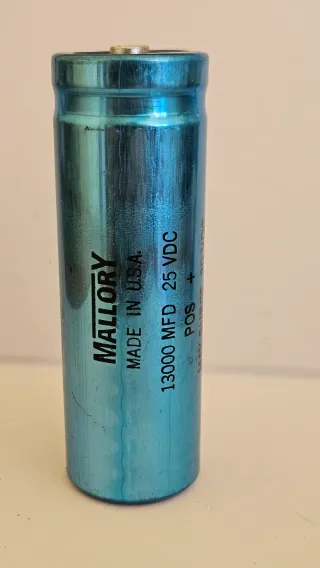 MALLORY
MADE IN U.S.A.
13000 MFD 25 VDC
POS +